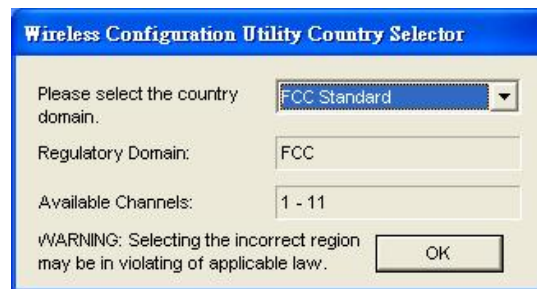 Wireless Configuration Utility Country Selector
Please select the country
domain.
FCC Standard
Regulatory Domain:
FCC
Available Channels:
1 - 11
WARNING: Selecting the incorrect region
may be in violating of applicable law.
OK